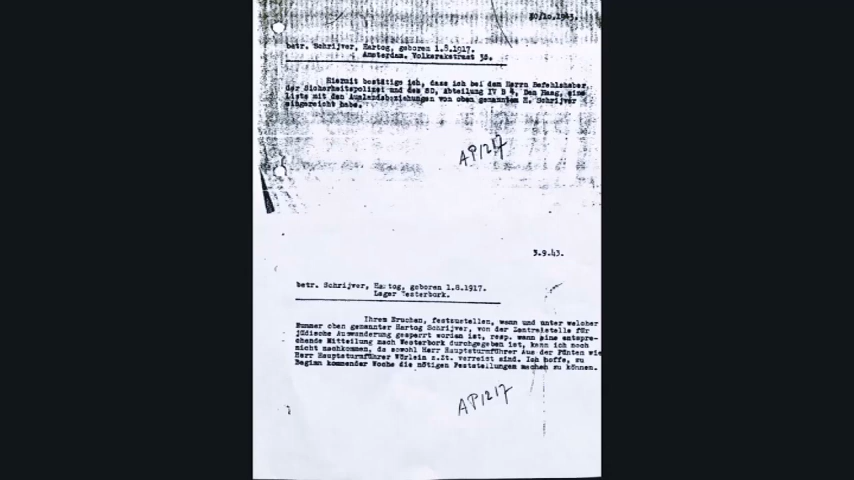 30/10.1943.
betr. Schrijver, Hartog, geboren 1.8.1917.
Amsterdam. Volkerakstraat 38.
Hiermit bestätige ich, dass ich bei dem Herrn Befehlshaber
der Sicherheitspolizei und des SD, Abteilung IV B 4, Den Haag, eine
Liste mit den Auslandsbeziehungen von oben genanntem H. Schrijver
eingereicht habe.
AP1217
3.9.43.
betr. Schrijver, Hartog, geboren 1.8.1917.
Lager Westerbork.
Ihrem Ersuchen, festzustellen, wann und unter welcher
Nummer oben genannter Hartog Schrijver, von der Zentralstelle für
jüdische Auswanderung gesperrt worden ist, resp. wann eine entspre-
chende Mitteilung nach Westerbork durchgegeben ist, kann ich noch
nicht nachkommen, da sowohl Herr Hauptsturmführer Aus der Fünten wie
Herr Hauptsturmführer Wörlein z.St. verreist sind. Ich hoffe, zu
Beginn kommender Woche die nötigen Feststellungen machen zu können.
AP1217